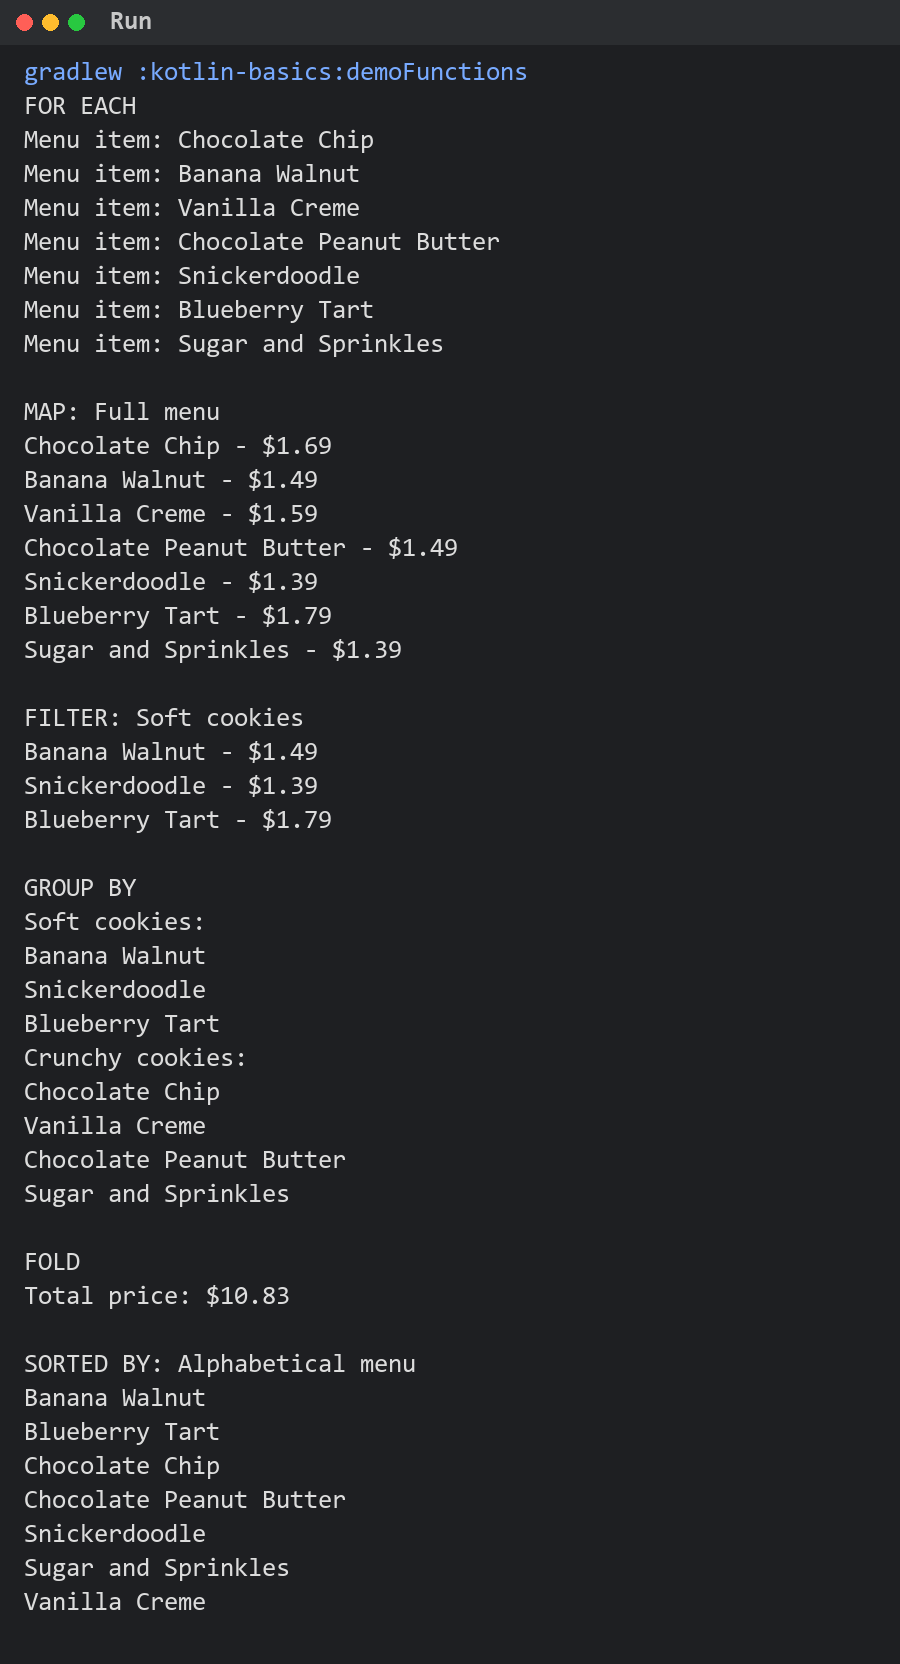 Run
gradlew :kotlin-basics:demoFunctions
FOR EACH
Menu item: Chocolate Chip
Menu item: Banana Walnut
Menu item: Vanilla Creme
Menu item: Chocolate Peanut Butter
Menu item: Snickerdoodle
Menu item: Blueberry Tart
Menu item: Sugar and Sprinkles

MAP: Full menu
Chocolate Chip - $1.69
Banana Walnut - $1.49
Vanilla Creme - $1.59
Chocolate Peanut Butter - $1.49
Snickerdoodle - $1.39
Blueberry Tart - $1.79
Sugar and Sprinkles - $1.39

FILTER: Soft cookies
Banana Walnut - $1.49
Snickerdoodle - $1.39
Blueberry Tart - $1.79

GROUP BY
Soft cookies:
Banana Walnut
Snickerdoodle
Blueberry Tart
Crunchy cookies:
Chocolate Chip
Vanilla Creme
Chocolate Peanut Butter
Sugar and Sprinkles

FOLD
Total price: $10.83

SORTED BY: Alphabetical menu
Banana Walnut
Blueberry Tart
Chocolate Chip
Chocolate Peanut Butter
Snickerdoodle
Sugar and Sprinkles
Vanilla Creme